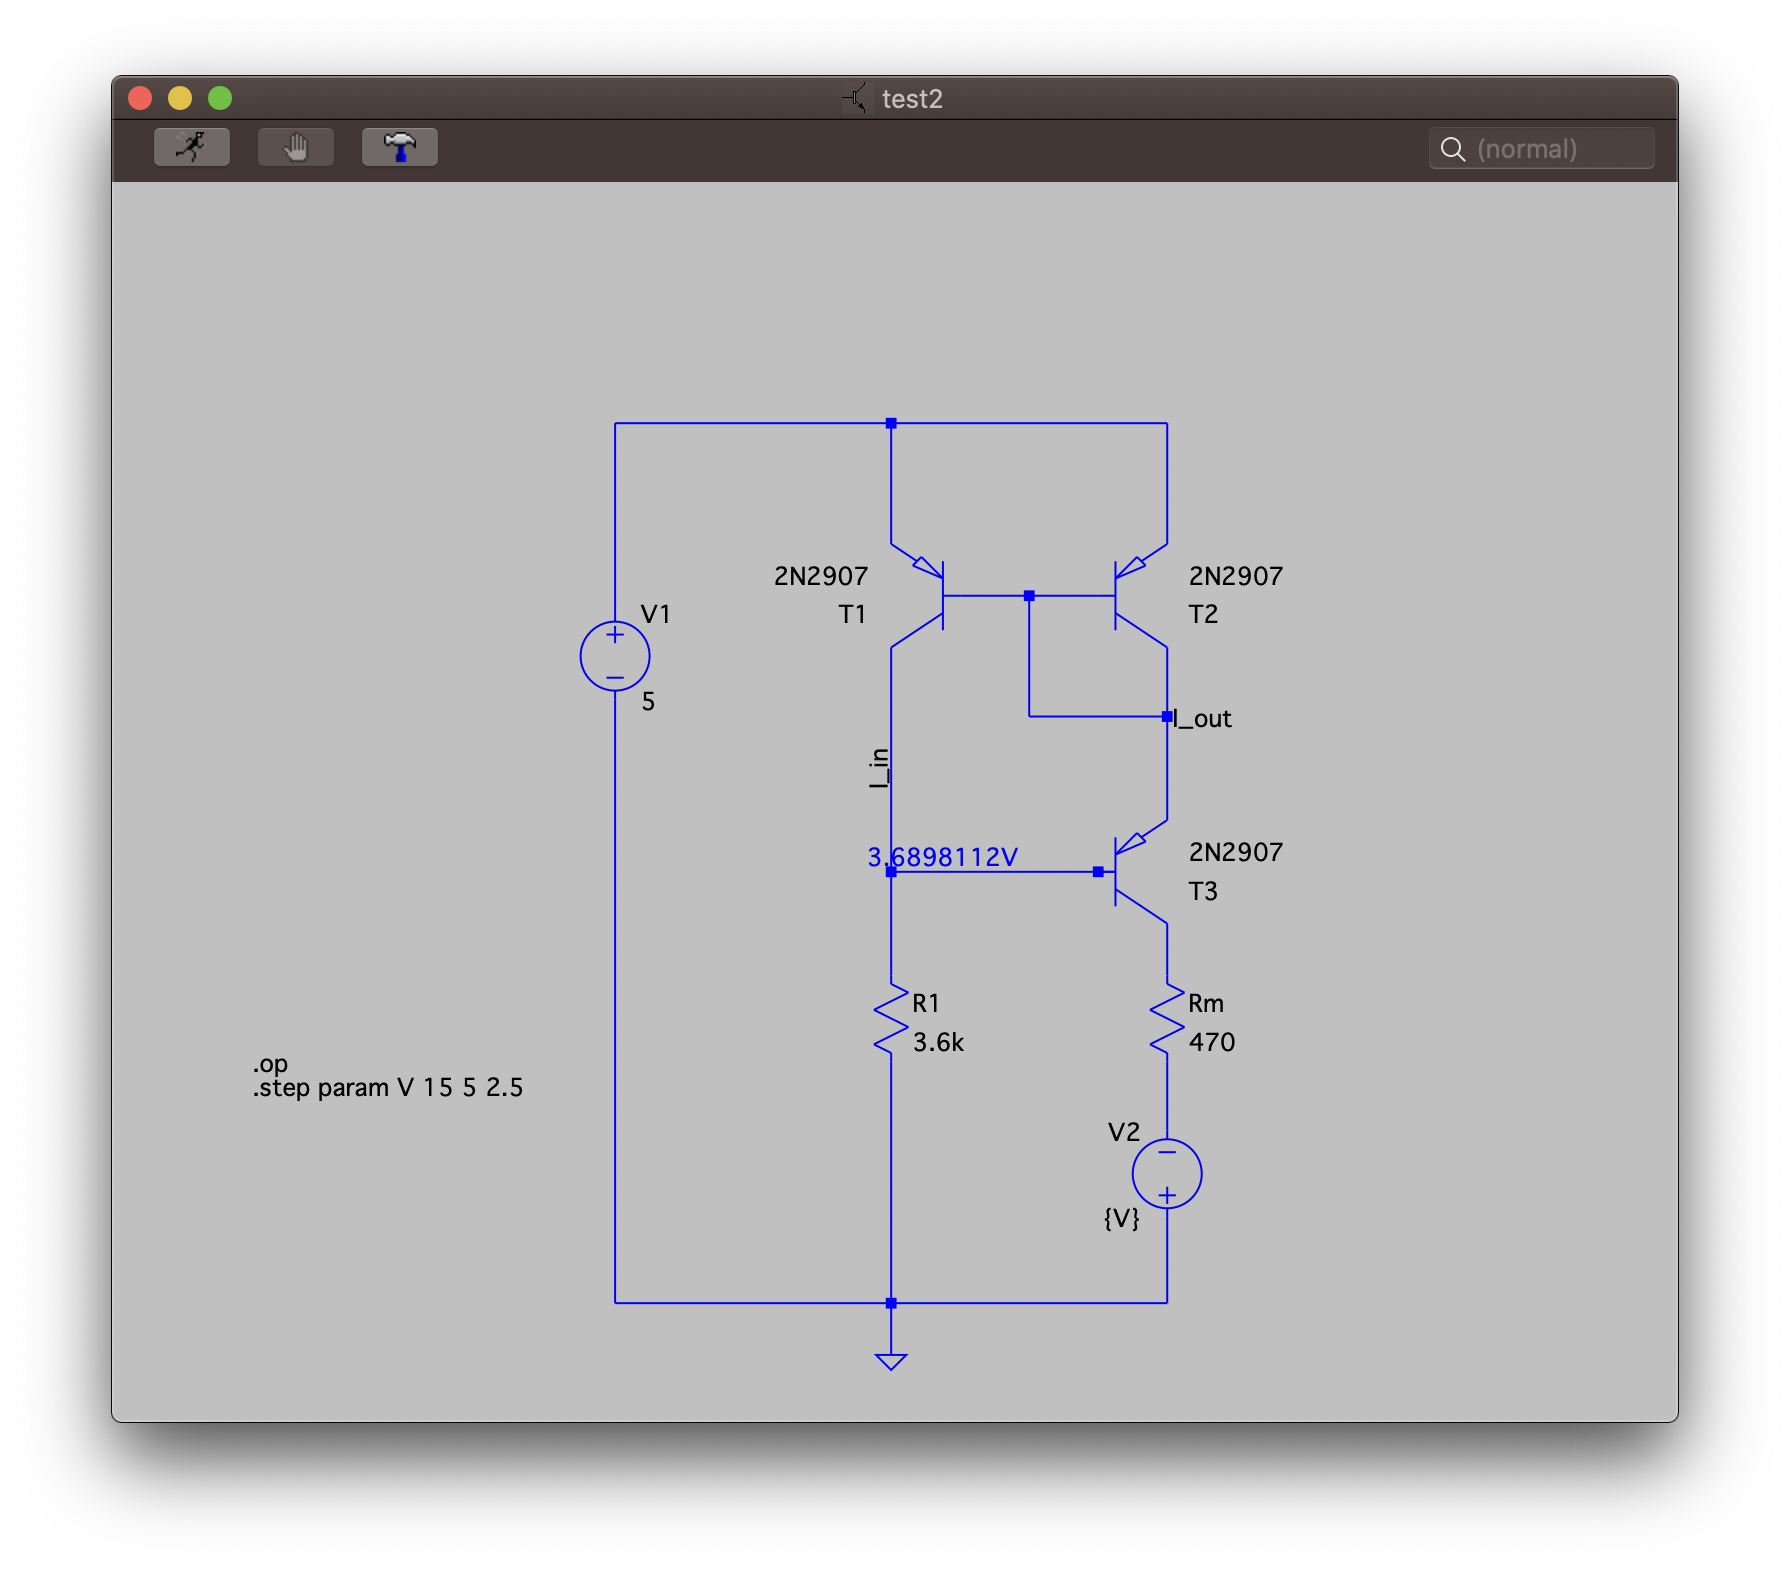 test2
(normal)
2N2907
T1
2N2907
T2
V1
5
I_out
I_in
3.6898112V
2N2907
T3
R1
3.6k
Rm
470
.op
.step param V 15 5 2.5
V2
{V}